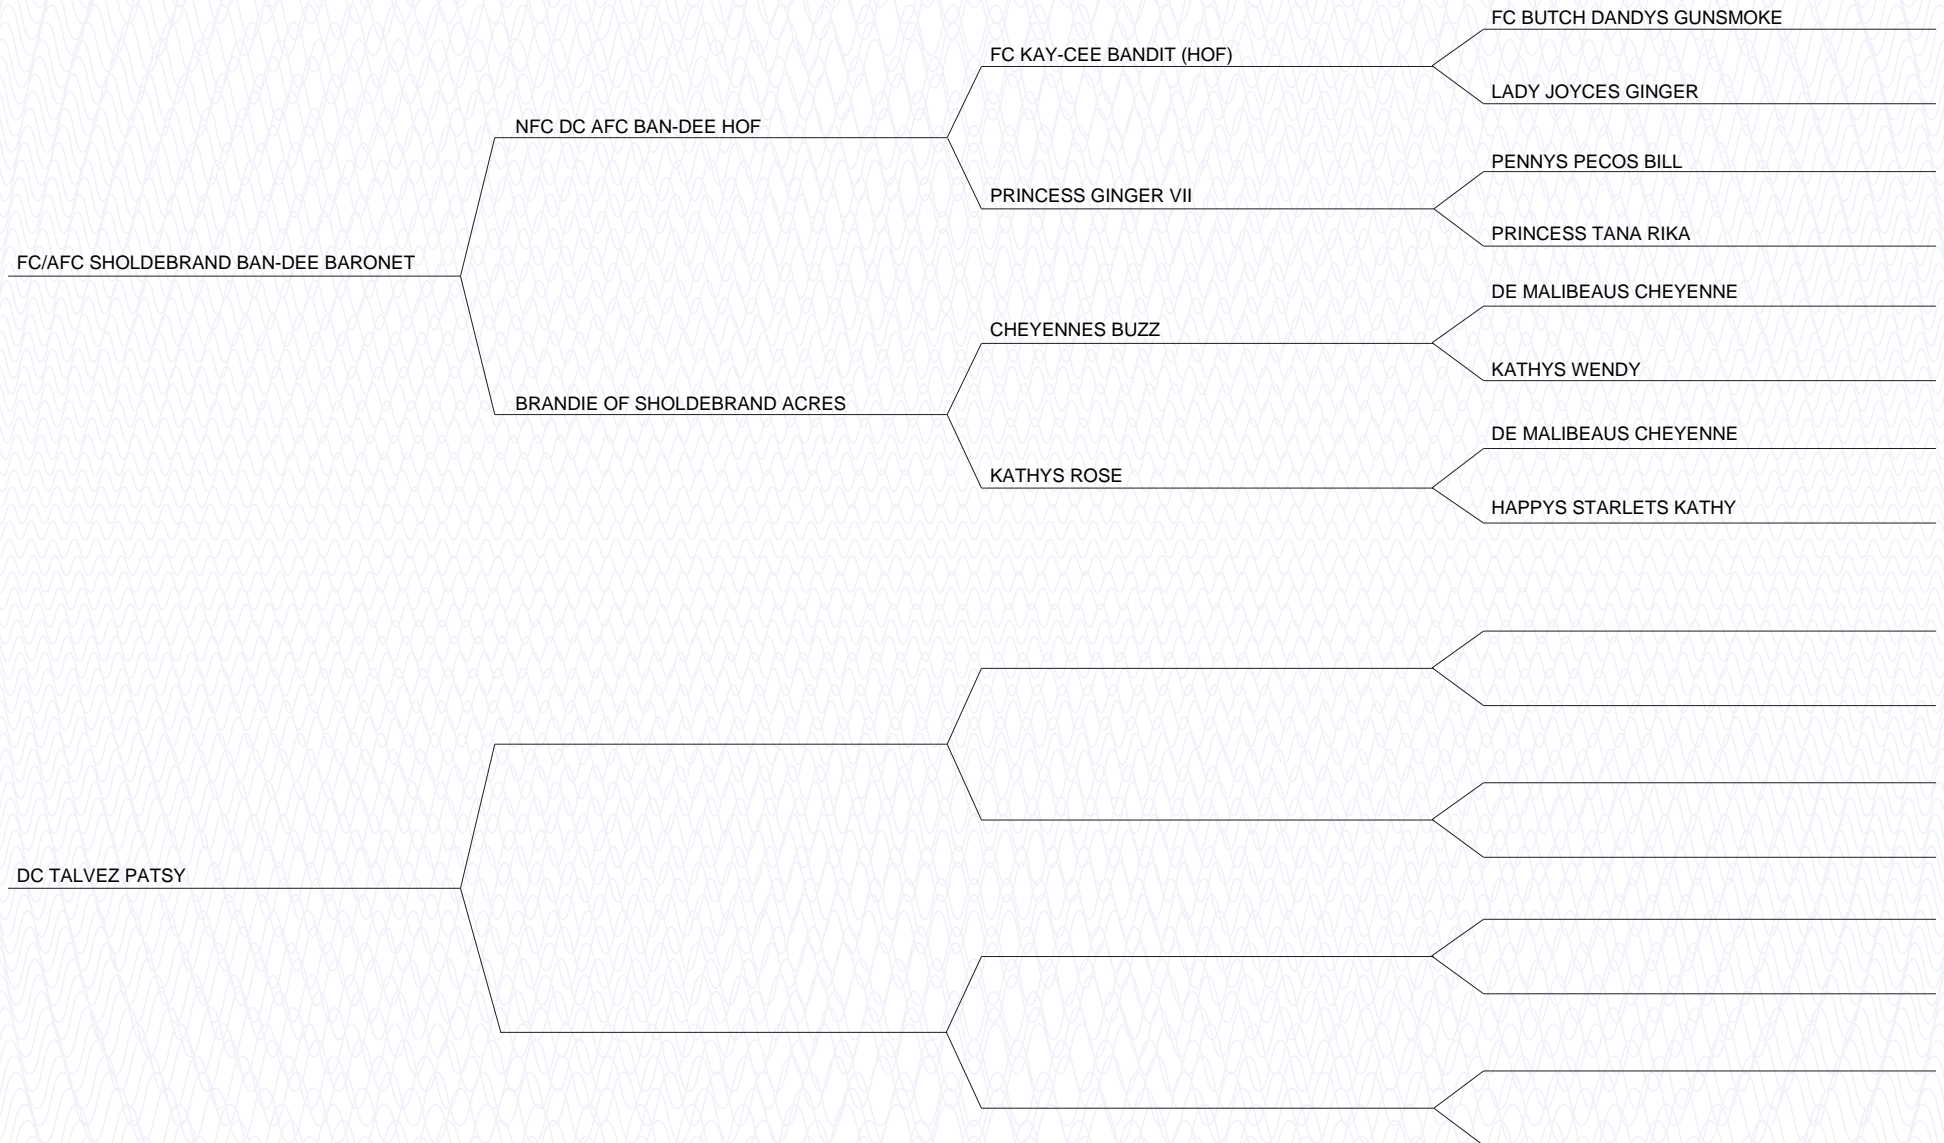 FC BUTCH DANDYS GUNSMOKE
FC KAY-CEE BANDIT (HOF)
LADY JOYCES GINGER
NFC DC AFC BAN-DEE HOF
PENNYS PECOS BILL
PRINCESS GINGER VII
PRINCESS TANA RIKA
FC/AFC SHOLDEBRAND BAN-DEE BARONET
DE MALIBEAUS CHEYENNE
CHEYENNES BUZZ
KATHYS WENDY
BRANDIE OF SHOLDEBRAND ACRES
DE MALIBEAUS CHEYENNE
KATHYS ROSE
HAPPYS STARLETS KATHY
DC TALVEZ PATSY